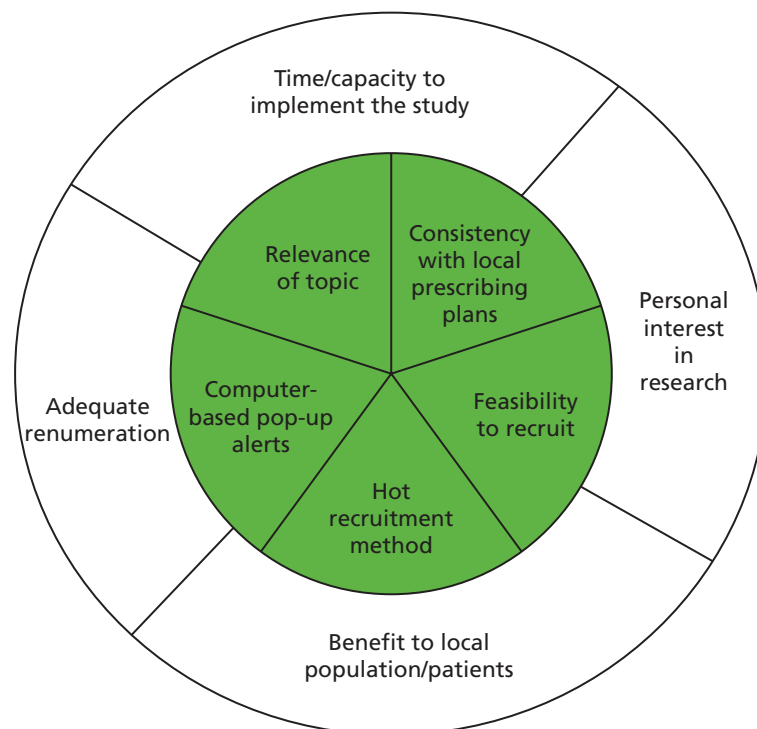 Time/capacity to
implement the study
Consistency
with local
prescribing
plans
Relevance
of topic
Personal
interest
in
research
Feasibility
to recruit
Computer-
based pop-up
alerts
Adequate
renumeration
Hot
recruitment
method
Benefit to local
population/patients